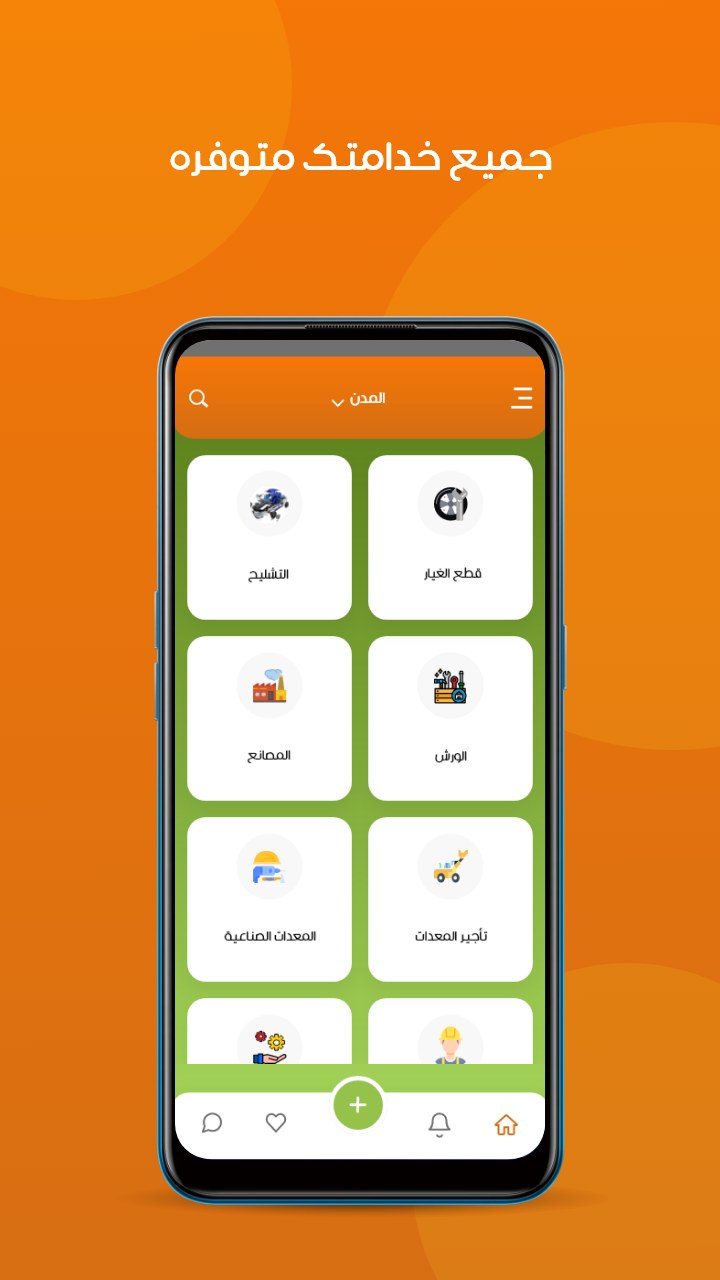 جميع خدامتك متوفره
المدن
قطع الغيار
التشليح
الورش
المصانع
تأجير المعدات
المعدات الصناعية